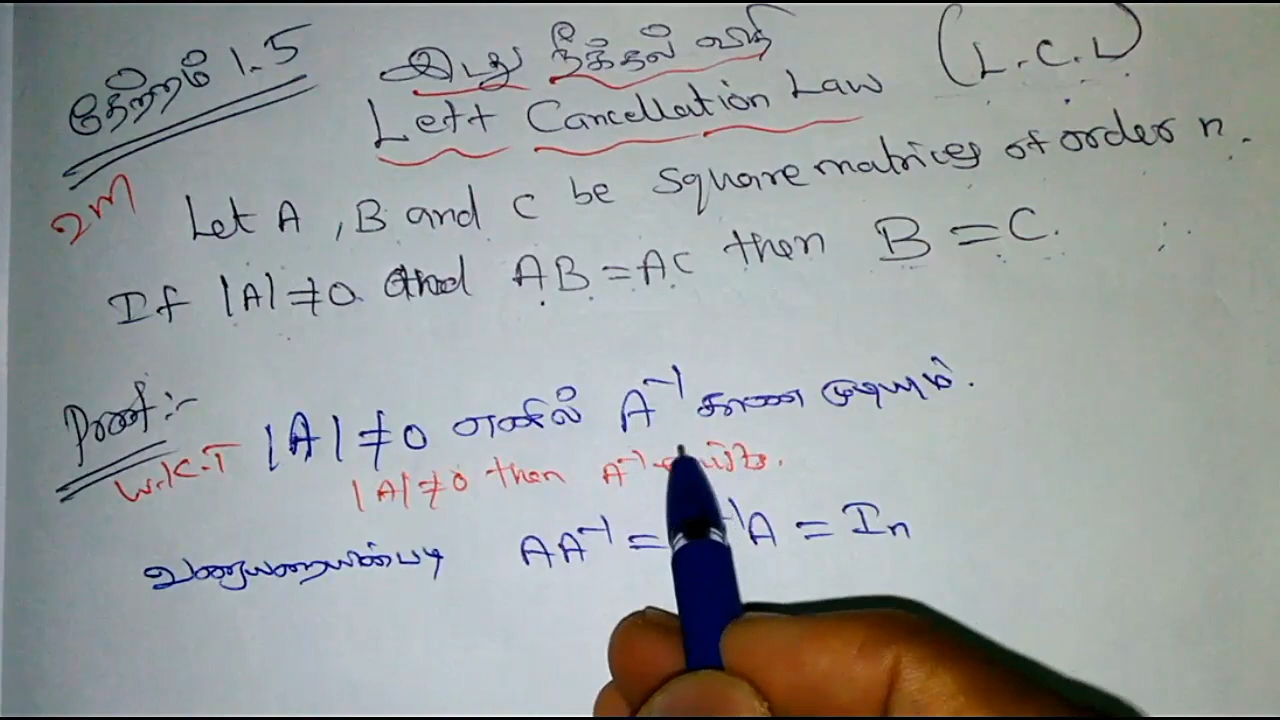 தேற்றம் 1.5
இடது நீக்கல் விதி
Left Cancellation Law (L.C.L)
2m
Let A, B and C be square matrices of order n.
If |A| ≠ 0 and AB = AC then B = C.
Proof:-
W.K.T |A| ≠ 0 எனில் A⁻¹ காண முடியும்.
|A| ≠ 0 then A⁻¹
வரையறையின்படி AA⁻¹ = ⁻¹A = In